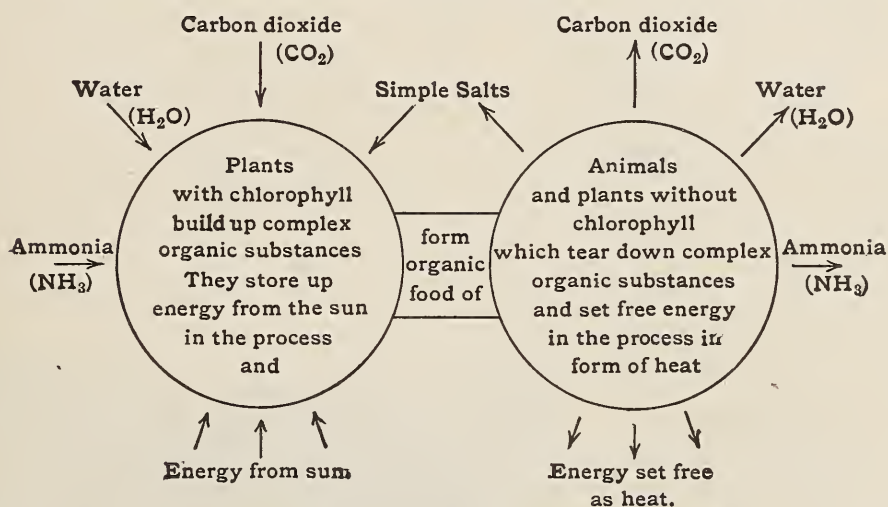 Carbon dioxide
(CO₂)
Carbon dioxide
(CO₂)
Water
(H₂O)
Simple Salts
Water
(H₂O)
Ammonia
(NH₃)
Plants
with chlorophyll
build up complex
organic substances
They store up
energy from the sun
in the process
and
form
organic
food of
Animals
and plants without
chlorophyll
which tear down complex
organic substances
and set free energy
in the process in
form of heat
Ammonia
(NH₃)
Energy from sun
Energy set free
as heat.